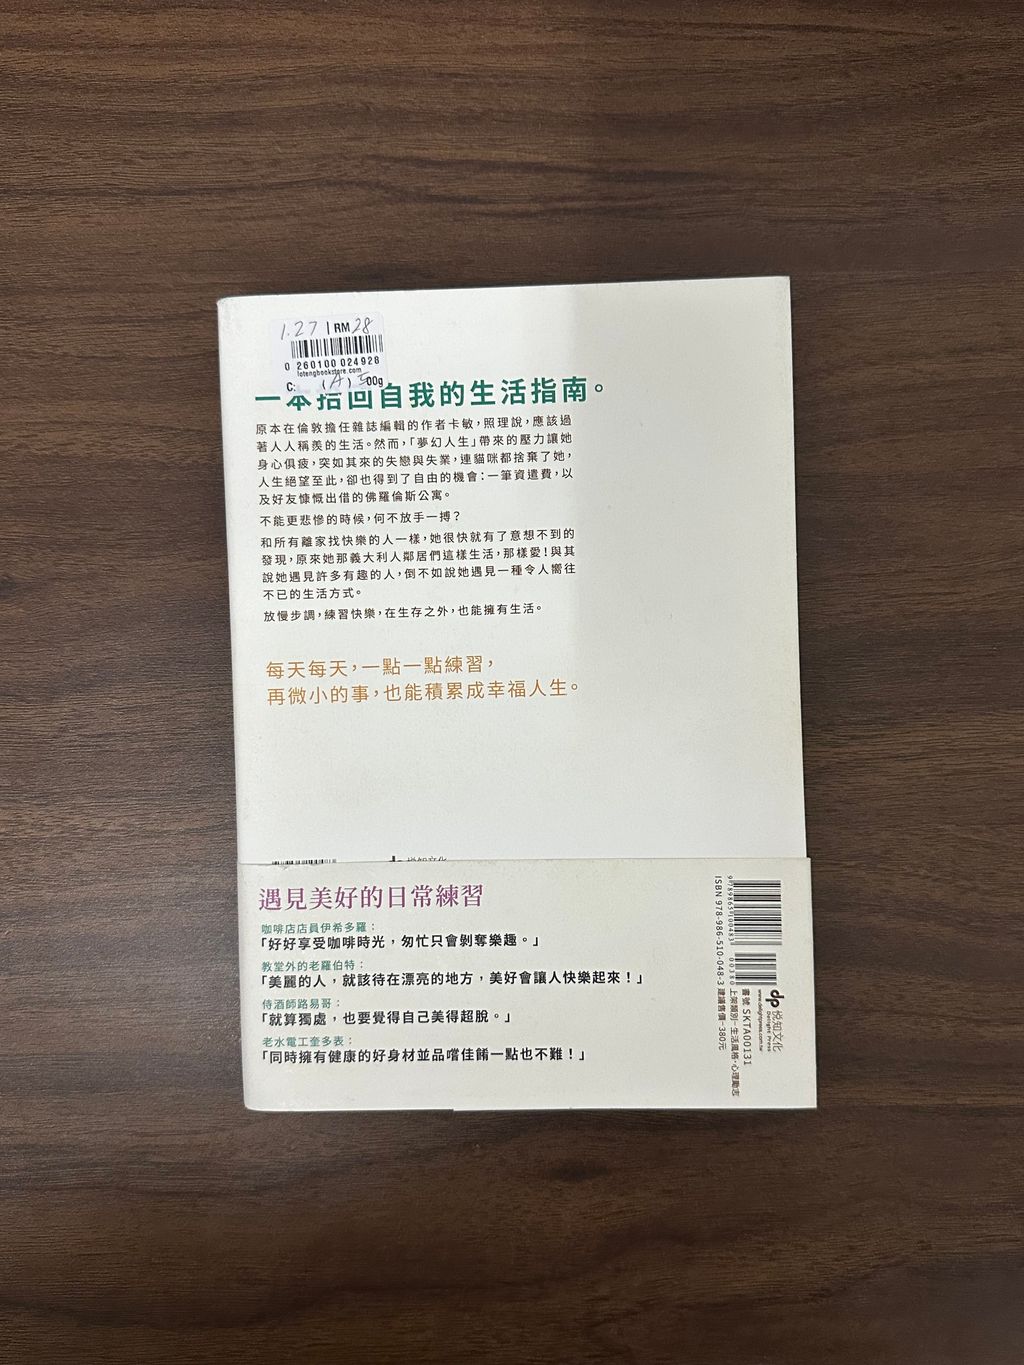 1.27 | RM 28
0 260100 024928
lotengbookstore.com
C:
(A)
00g
一本拾回自我的生活指南。
原本在倫敦擔任雜誌編輯的作者卡敏，照理說，應該過
著人人稱羨的生活。然而，「夢幻人生」帶來的壓力讓她
身心俱疲，突如其來的失戀與失業，連貓咪都捨棄了她，
人生絕望至此，卻也得到了自由的機會：一筆資遣費，以
及好友慷慨出借的佛羅倫斯公寓。
不能更悲慘的時候，何不放手一搏？
和所有離家找快樂的人一樣，她很快就有了意想不到的
發現，原來她那義大利人鄰居們這樣生活，那樣愛！與其
說她遇見許多有趣的人，倒不如說她遇見一種令人嚮往
不已的生活方式。
放慢步調，練習快樂，在生存之外，也能擁有生活。
每天每天，一點一點練習，
再微小的事，也能積累成幸福人生。
遇見美好的日常練習
咖啡店店員伊希多羅：
「好好享受咖啡時光，匆忙只會剝奪樂趣。」
教堂外的老羅伯特：
「美麗的人，就該待在漂亮的地方，美好會讓人快樂起來！」
侍酒師路易哥：
「就算獨處，也要覺得自己美得超脫。」
老水電工奎多表：
「同時擁有健康的好身材並品嚐佳餚一點也不難！」
9789865100483
00380
ISBN 978-986-510-048-3 建議售價—380元
書號 SKTA00131
上架類別—生活風格・心理勵志
dp 悅知文化
Delight Press
www.delightpress.com.tw